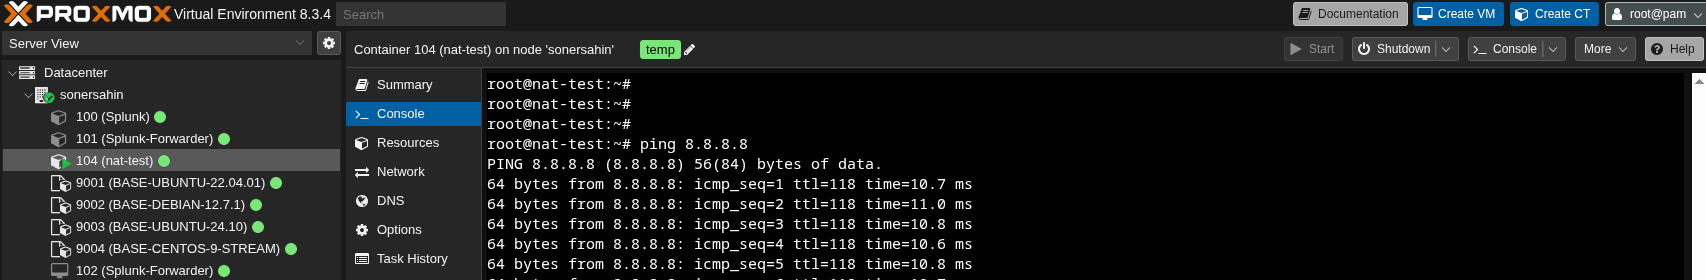 PROXMOX Virtual Environment 8.3.4 Search Documentation Create VM Create CT root@pam
Server View
Container 104 (nat-test) on node 'sonersahin' temp Start Shutdown Console More Help
Datacenter
sonersahin
100 (Splunk)
101 (Splunk-Forwarder)
104 (nat-test)
9001 (BASE-UBUNTU-22.04.01)
9002 (BASE-DEBIAN-12.7.1)
9003 (BASE-UBUNTU-24.10)
9004 (BASE-CENTOS-9-STREAM)
102 (Splunk-Forwarder)
Summary
Console
Resources
Network
DNS
Options
Task History
root@nat-test:~#
root@nat-test:~#
root@nat-test:~#
root@nat-test:~# ping 8.8.8.8
PING 8.8.8.8 (8.8.8.8) 56(84) bytes of data.
64 bytes from 8.8.8.8: icmp_seq=1 ttl=118 time=10.7 ms
64 bytes from 8.8.8.8: icmp_seq=2 ttl=118 time=11.0 ms
64 bytes from 8.8.8.8: icmp_seq=3 ttl=118 time=10.8 ms
64 bytes from 8.8.8.8: icmp_seq=4 ttl=118 time=10.6 ms
64 bytes from 8.8.8.8: icmp_seq=5 ttl=118 time=10.8 ms